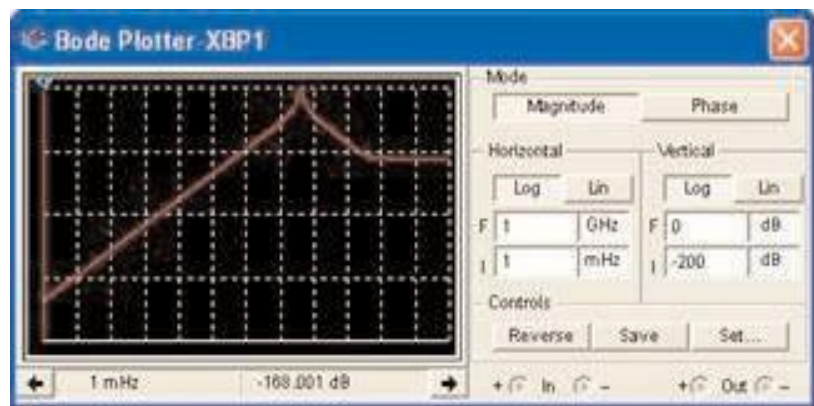 Bode Plotter-XBP1
Mode
Magnitude Phase
Horizontal Vertical
Log Lin Log Lin
F 1 GHz F 0 dB
I 1 mHz I -200 dB
Controls
Reverse Save Set...
1 mHz -168.001 dB + In - + Out -